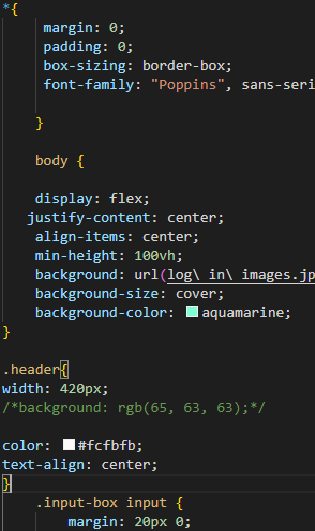 *{
margin: 0;
padding: 0;
box-sizing: border-box;
font-family: "Poppins", sans-seri
}
body {
display: flex;
justify-content: center;
align-items: center;
min-height: 100vh;
background: url(log\ in\ images.jp
background-size: cover;
background-color: aquamarine;
}
.header{
width: 420px;
/*background: rgb(65, 63, 63);*/
color: #fcfbfb;
text-align: center;
}
.input-box input {
margin: 20px 0;